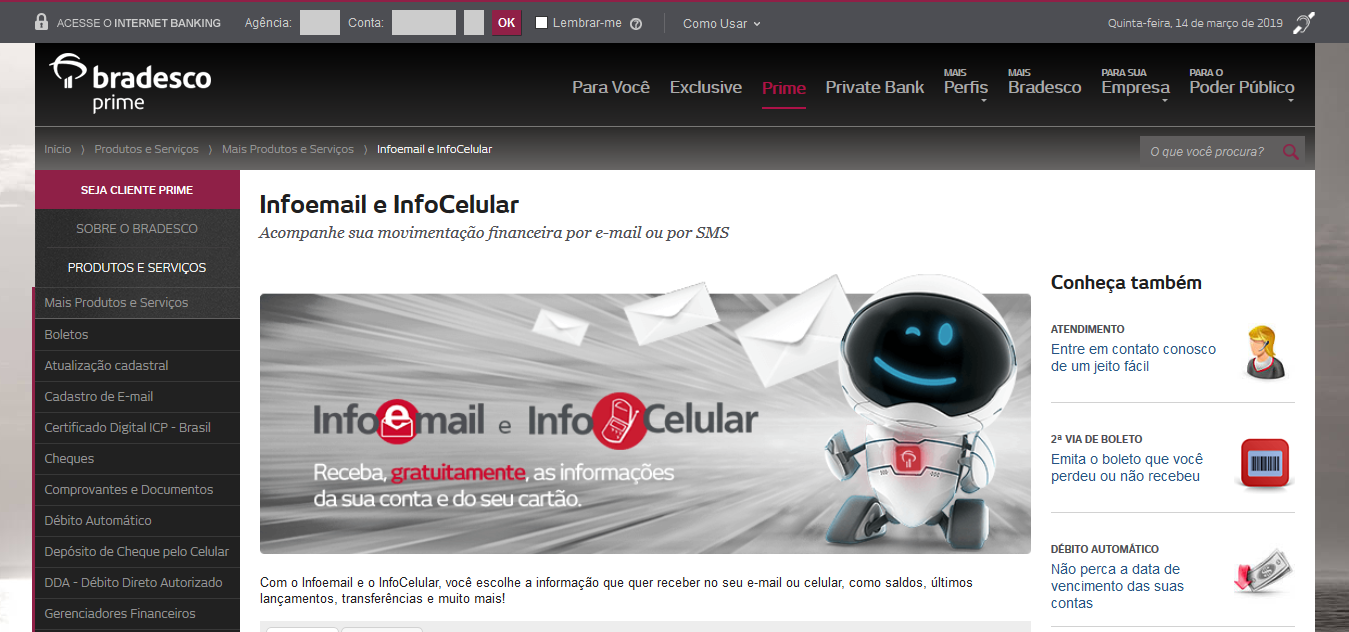 ACESSE O INTERNET BANKING Agência: Conta: OK Lembrar-me ? Como Usar Quinta-feira, 14 de março de 2019
bradesco
prime
Para Você Exclusive Prime Private Bank MAIS Perfis MAIS Bradesco PARA SUA Empresa PARA O Poder Público
Início Produtos e Serviços Mais Produtos e Serviços Infoemail e InfoCelular
O que você procura?
SEJA CLIENTE PRIME
SOBRE O BRADESCO
PRODUTOS E SERVIÇOS
Mais Produtos e Serviços
Boletos
Atualização cadastral
Cadastro de E-mail
Certificado Digital ICP - Brasil
Cheques
Comprovantes e Documentos
Débito Automático
Depósito de Cheque pelo Celular
DDA - Débito Direto Autorizado
Gerenciadores Financeiros
Infoemail e InfoCelular
Acompanhe sua movimentação financeira por e-mail ou por SMS
Infoemail e InfoCelular
Receba, gratuitamente, as informações
da sua conta e do seu cartão.
Com o Infoemail e o InfoCelular, você escolhe a informação que quer receber no seu e-mail ou celular, como saldos, últimos
lançamentos, transferências e muito mais!
Conheça também
ATENDIMENTO
Entre em contato conosco
de um jeito fácil
2ª VIA DE BOLETO
Emita o boleto que você
perdeu ou não recebeu
DÉBITO AUTOMÁTICO
Não perca a data de
vencimento das suas
contas